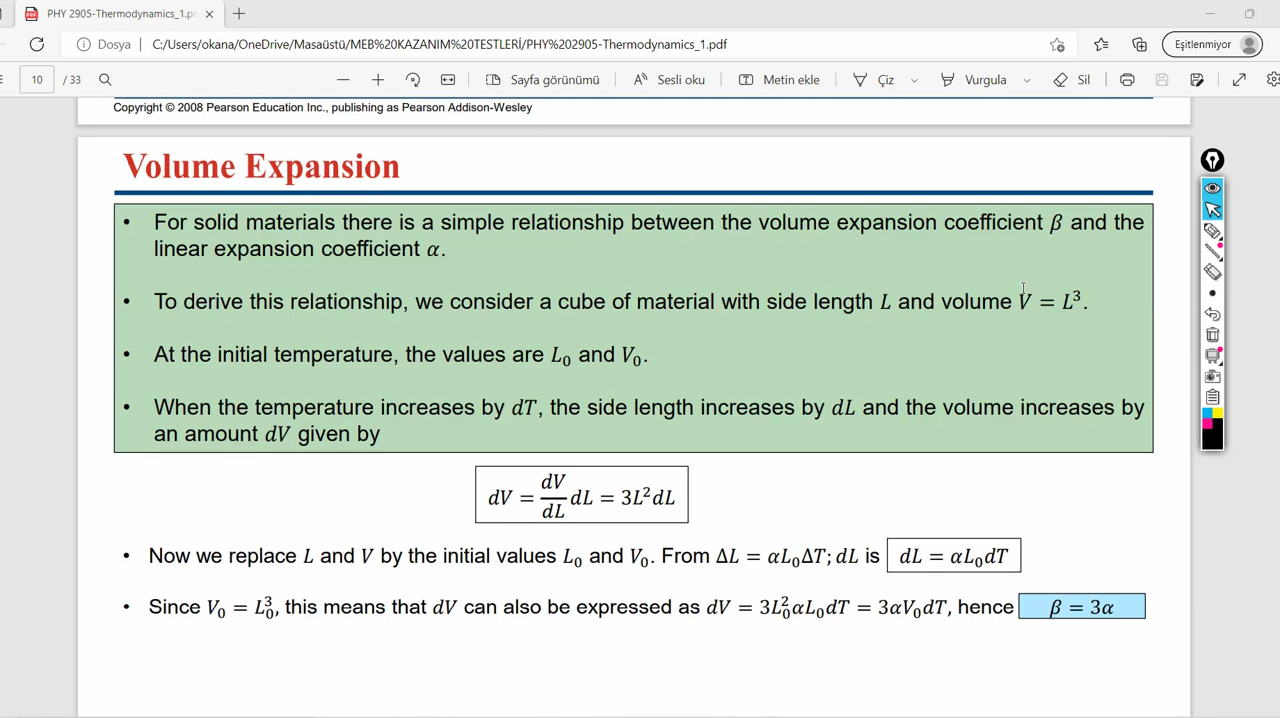 PHY 2905-Thermodynamics_1.p
Dosya C:/Users/okana/OneDrive/Masaüstü/MEB%20KAZANIM%20TESTLERİ/PHY%202905-Thermodynamics_1.pdf Eşitlenmiyor
10 / 33 Sayfa görünümü Sesli oku Metin ekle Çiz Vurgula Sil
Copyright © 2008 Pearson Education Inc., publishing as Pearson Addison-Wesley
Volume Expansion
• For solid materials there is a simple relationship between the volume expansion coefficient β and the
linear expansion coefficient α.
• To derive this relationship, we consider a cube of material with side length L and volume V = L³.
• At the initial temperature, the values are L₀ and V₀.
• When the temperature increases by dT, the side length increases by dL and the volume increases by
an amount dV given by
dV = dV/dL dL = 3L²dL
• Now we replace L and V by the initial values L₀ and V₀. From ΔL = αL₀ΔT; dL is dL = αL₀dT
• Since V₀ = L₀³, this means that dV can also be expressed as dV = 3L₀²αL₀dT = 3αV₀dT, hence β = 3α